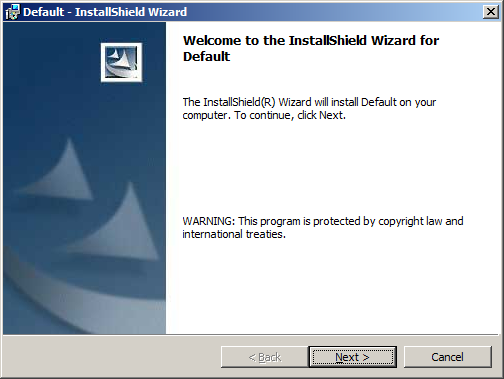 Default - InstallShield Wizard
Welcome to the InstallShield Wizard for
Default
The InstallShield(R) Wizard will install Default on your
computer. To continue, click Next.
WARNING: This program is protected by copyright law and
international treaties.
< Back
Next >
Cancel